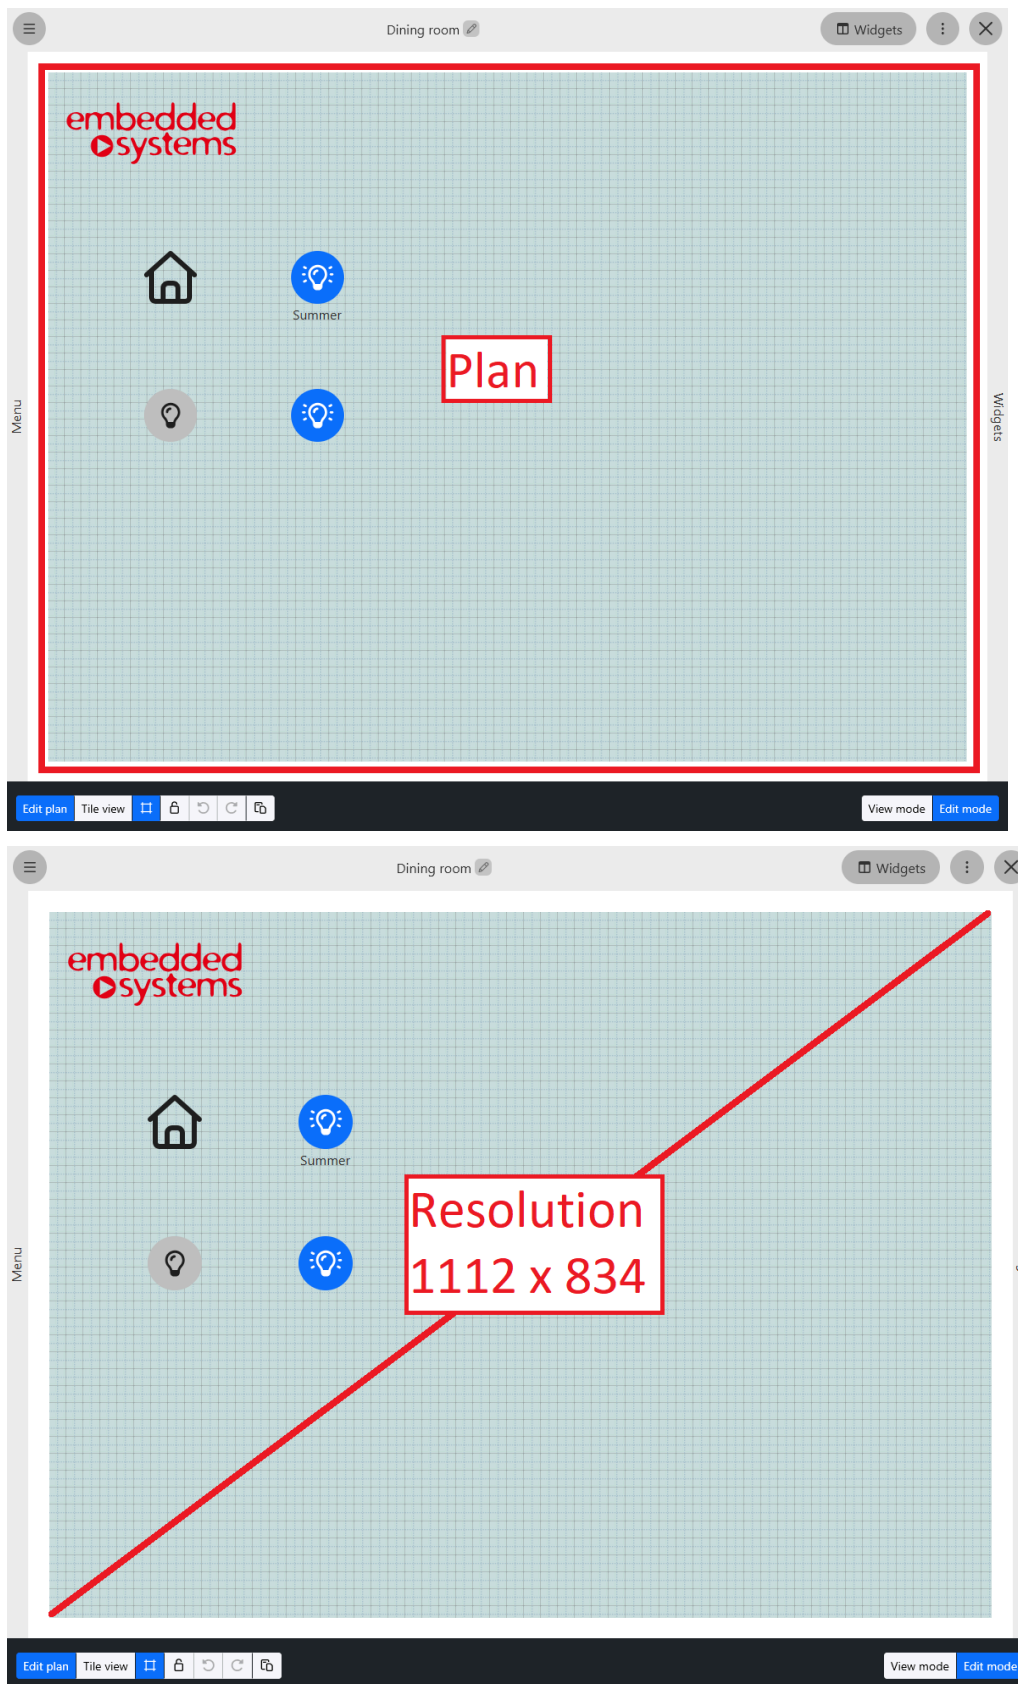 Dining room
Widgets
embedded
systems
Summer
Plan
Menu
Widgets
Edit plan
Tile view
View mode
Edit mode
Dining room
Widgets
embedded
systems
Summer
Resolution
1112 x 834
Menu
Edit plan
Tile view
View mode
Edit mode